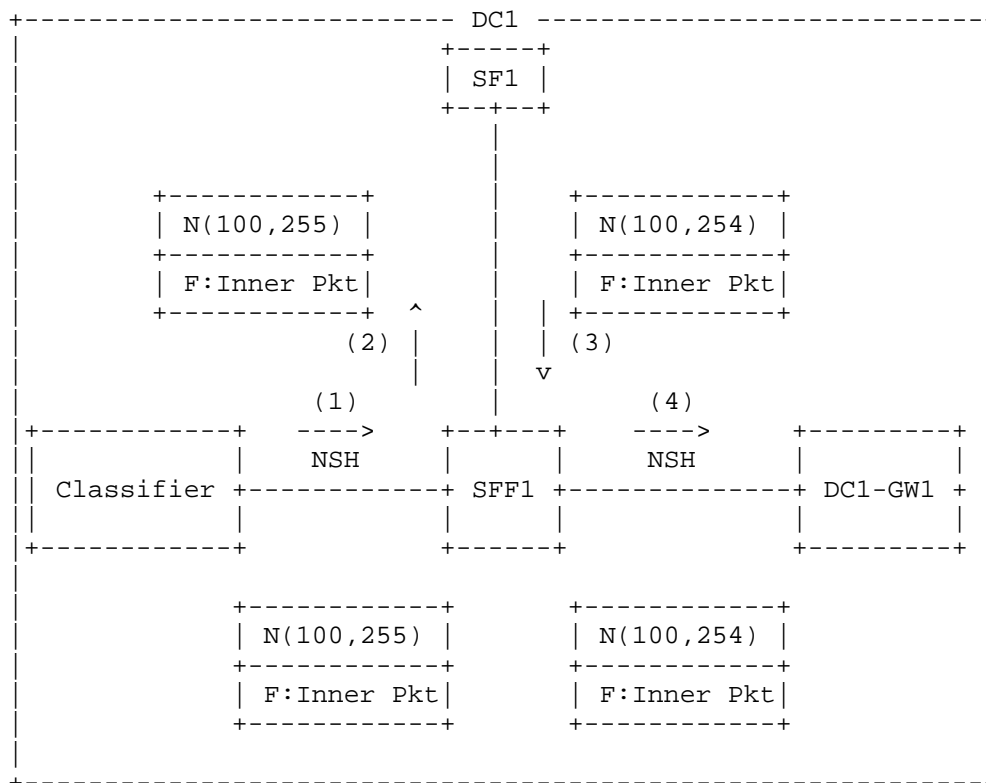 DC1
SF1
N(100,255) N(100,254)
F:Inner Pkt F:Inner Pkt
(2) (3)
(1) (4)
NSH NSH
Classifier SFF1 DC1-GW1
N(100,255) N(100,254)
F:Inner Pkt F:Inner Pkt